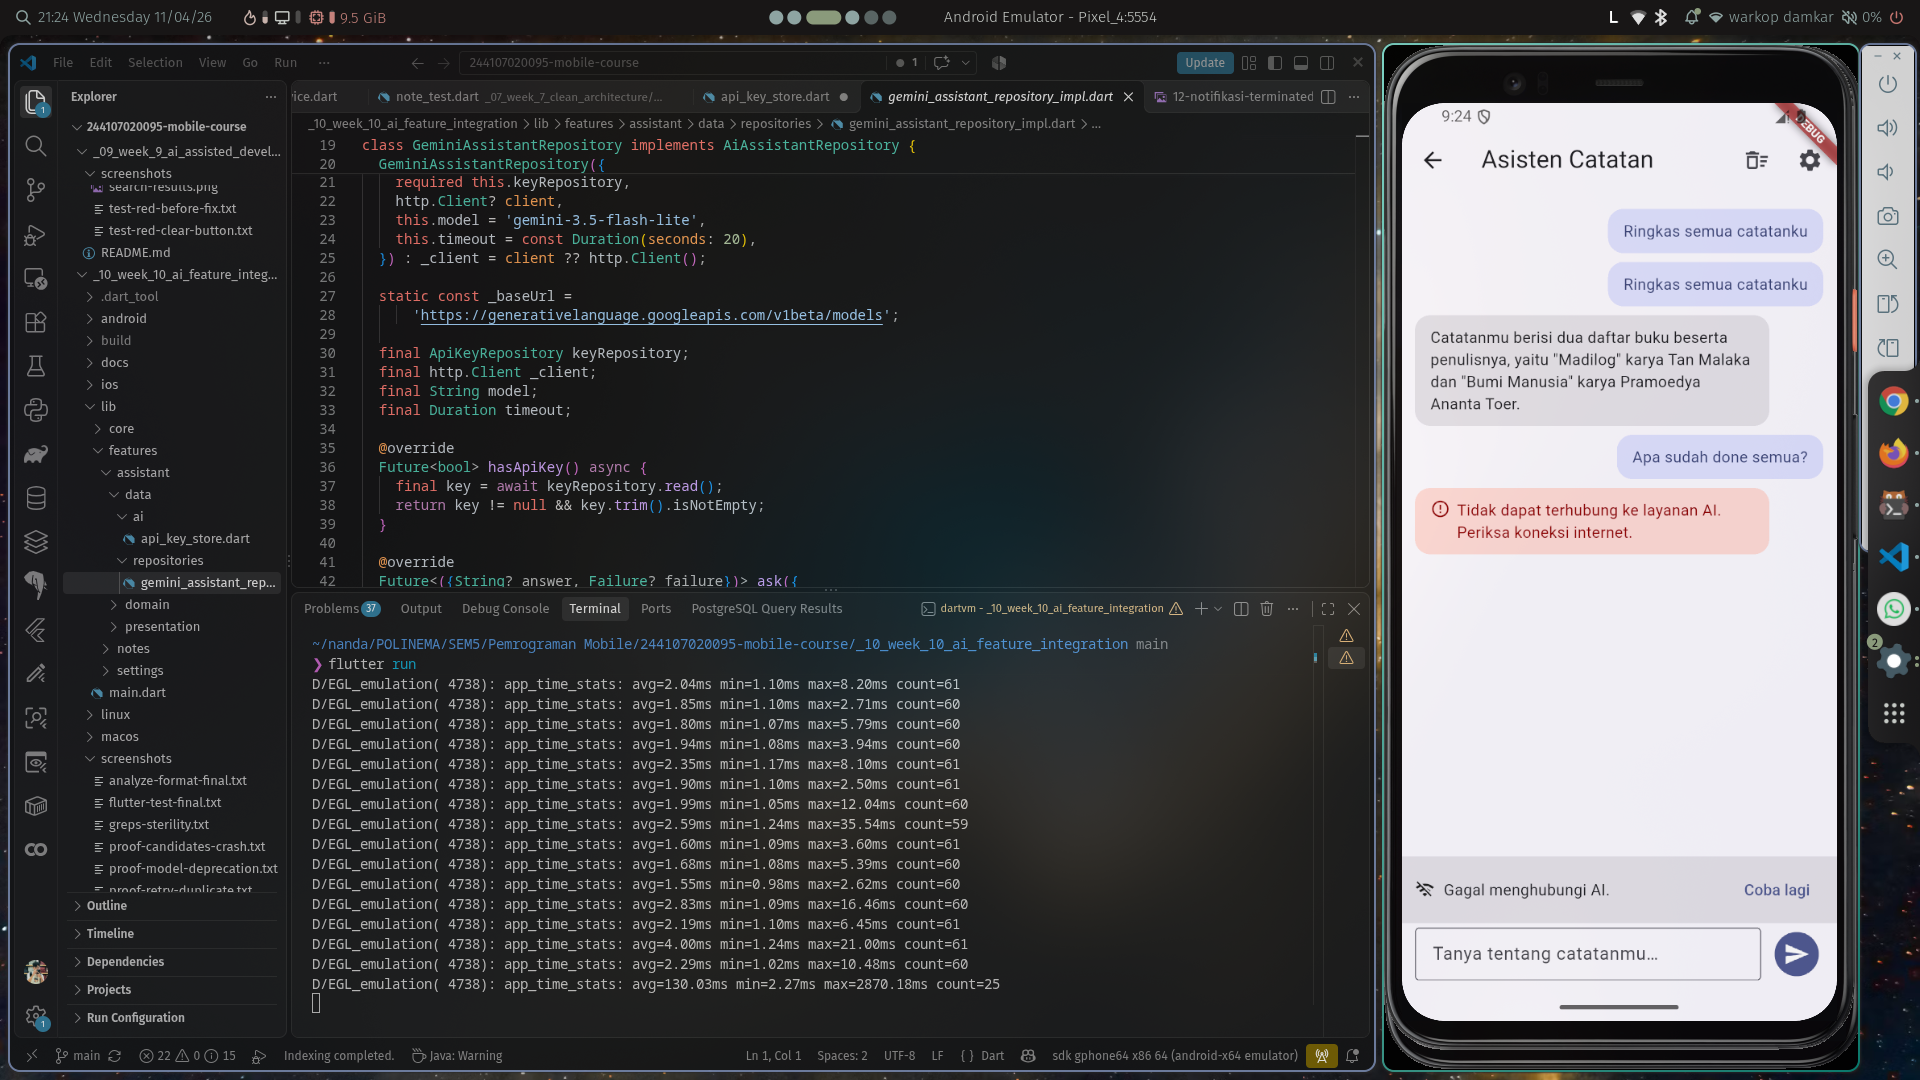 21:24 Wednesday 11/04/26
9.5 GiB
Android Emulator - Pixel_4:5554
L
warkop damkar
0%
File Edit Selection View Go Run ...
244107020095-mobile-course
1
Update
Explorer
244107020095-mobile-course
_09_week_9_ai_assisted_devel...
screenshots
search-results.png
test-red-before-fix.txt
test-red-clear-button.txt
README.md
_10_week_10_ai_feature_integ...
.dart_tool
android
build
docs
ios
lib
core
features
assistant
data
ai
api_key_store.dart
repositories
gemini_assistant_rep...
domain
presentation
notes
settings
main.dart
linux
macos
screenshots
analyze-format-final.txt
flutter-test-final.txt
greps-sterility.txt
proof-candidates-crash.txt
proof-model-deprecation.txt
proof-retry-duplicate.txt
Outline
Timeline
Dependencies
Projects
Run Configuration
ice.dart
note_test.dart _07_week_7_clean_architecture/...
api_key_store.dart
gemini_assistant_repository_impl.dart
12-notifikasi-terminated
_10_week_10_ai_feature_integration > lib > features > assistant > data > repositories > gemini_assistant_repository_impl.dart > ...
19 class GeminiAssistantRepository implements AiAssistantRepository {
20 GeminiAssistantRepository({
21 required this.keyRepository,
22 http.Client? client,
23 this.model = 'gemini-3.5-flash-lite',
24 this.timeout = const Duration(seconds: 20),
25 }) : _client = client ?? http.Client();
26
27 static const _baseUrl =
28 'https://generativelanguage.googleapis.com/v1beta/models';
29
30 final ApiKeyRepository keyRepository;
31 final http.Client _client;
32 final String model;
33 final Duration timeout;
34
35 @override
36 Future<bool> hasApiKey() async {
37 final key = await keyRepository.read();
38 return key != null && key.trim().isNotEmpty;
39 }
40
41 @override
42 Future<({String? answer, Failure? failure})> ask({
Problems 37 Output Debug Console Terminal Ports PostgreSQL Query Results
dartvm - _10_week_10_ai_feature_integration
~/nanda/POLINEMA/SEM5/Pemrograman Mobile/244107020095-mobile-course/_10_week_10_ai_feature_integration main
❯ flutter run
D/EGL_emulation( 4738): app_time_stats: avg=2.04ms min=1.10ms max=8.20ms count=61
D/EGL_emulation( 4738): app_time_stats: avg=1.85ms min=1.10ms max=2.71ms count=60
D/EGL_emulation( 4738): app_time_stats: avg=1.80ms min=1.07ms max=5.79ms count=60
D/EGL_emulation( 4738): app_time_stats: avg=1.94ms min=1.08ms max=3.94ms count=60
D/EGL_emulation( 4738): app_time_stats: avg=2.35ms min=1.17ms max=8.10ms count=61
D/EGL_emulation( 4738): app_time_stats: avg=1.90ms min=1.10ms max=2.50ms count=61
D/EGL_emulation( 4738): app_time_stats: avg=1.99ms min=1.05ms max=12.04ms count=60
D/EGL_emulation( 4738): app_time_stats: avg=2.59ms min=1.24ms max=35.54ms count=59
D/EGL_emulation( 4738): app_time_stats: avg=1.60ms min=1.09ms max=3.60ms count=61
D/EGL_emulation( 4738): app_time_stats: avg=1.68ms min=1.08ms max=5.39ms count=60
D/EGL_emulation( 4738): app_time_stats: avg=1.55ms min=0.98ms max=2.62ms count=60
D/EGL_emulation( 4738): app_time_stats: avg=2.83ms min=1.09ms max=16.46ms count=60
D/EGL_emulation( 4738): app_time_stats: avg=2.19ms min=1.10ms max=6.45ms count=61
D/EGL_emulation( 4738): app_time_stats: avg=4.00ms min=1.24ms max=21.00ms count=61
D/EGL_emulation( 4738): app_time_stats: avg=2.29ms min=1.02ms max=10.48ms count=60
D/EGL_emulation( 4738): app_time_stats: avg=130.03ms min=2.27ms max=2870.18ms count=25
main 22 0 15 Indexing completed. Java: Warning
Ln 1, Col 1 Spaces: 2 UTF-8 LF { } Dart sdk gphone64 x86 64 (android-x64 emulator)
9:24
DEBUG
Asisten Catatan
Ringkas semua catatanku
Ringkas semua catatanku
Catatanmu berisi dua daftar buku beserta
penulisnya, yaitu "Madilog" karya Tan Malaka
dan "Bumi Manusia" karya Pramoedya
Ananta Toer.
Apa sudah done semua?
Tidak dapat terhubung ke layanan AI.
Periksa koneksi internet.
Gagal menghubungi AI.
Coba lagi
Tanya tentang catatanmu...
2